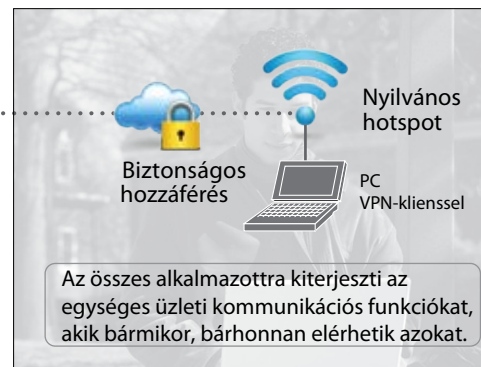 Nyilvános
hotspot
Biztonságos
hozzáférés
PC
VPN-klienssel
Az összes alkalmazottra kiterjeszti az
egységes üzleti kommunikációs funkciókat,
akik bármikor, bárhonnan elérhetik azokat.